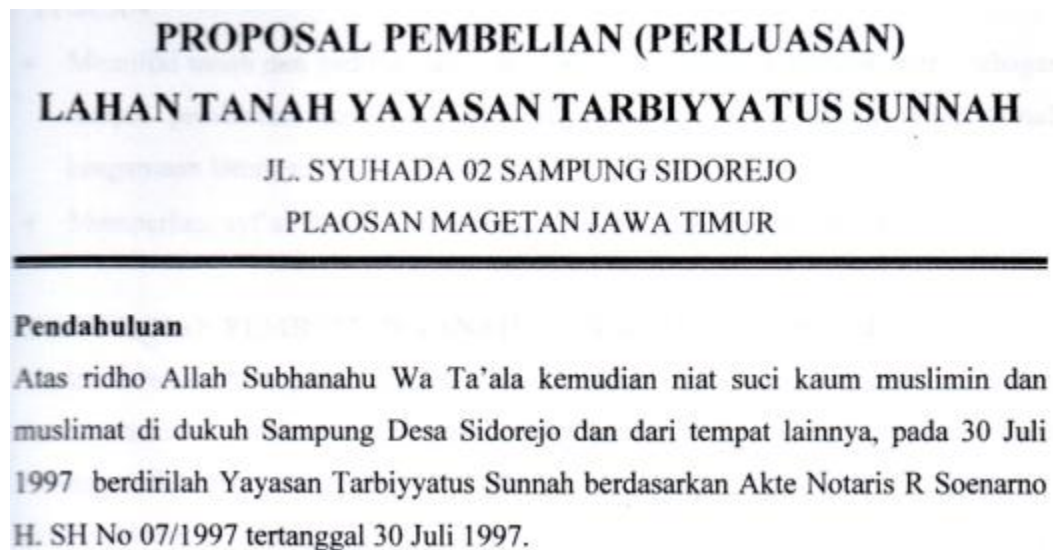 PROPOSAL PEMBELIAN (PERLUASAN)
LAHAN TANAH YAYASAN TARBIYYATUS SUNNAH
JL. SYUHADA 02 SAMPUNG SIDOREJO
PLAOSAN MAGETAN JAWA TIMUR
Pendahuluan
Atas ridho Allah Subhanahu Wa Ta'ala kemudian niat suci kaum muslimin dan
muslimat di dukuh Sampung Desa Sidorejo dan dari tempat lainnya, pada 30 Juli
1997 berdirilah Yayasan Tarbiyyatus Sunnah berdasarkan Akte Notaris R Soenarno
H. SH No 07/1997 tertanggal 30 Juli 1997.